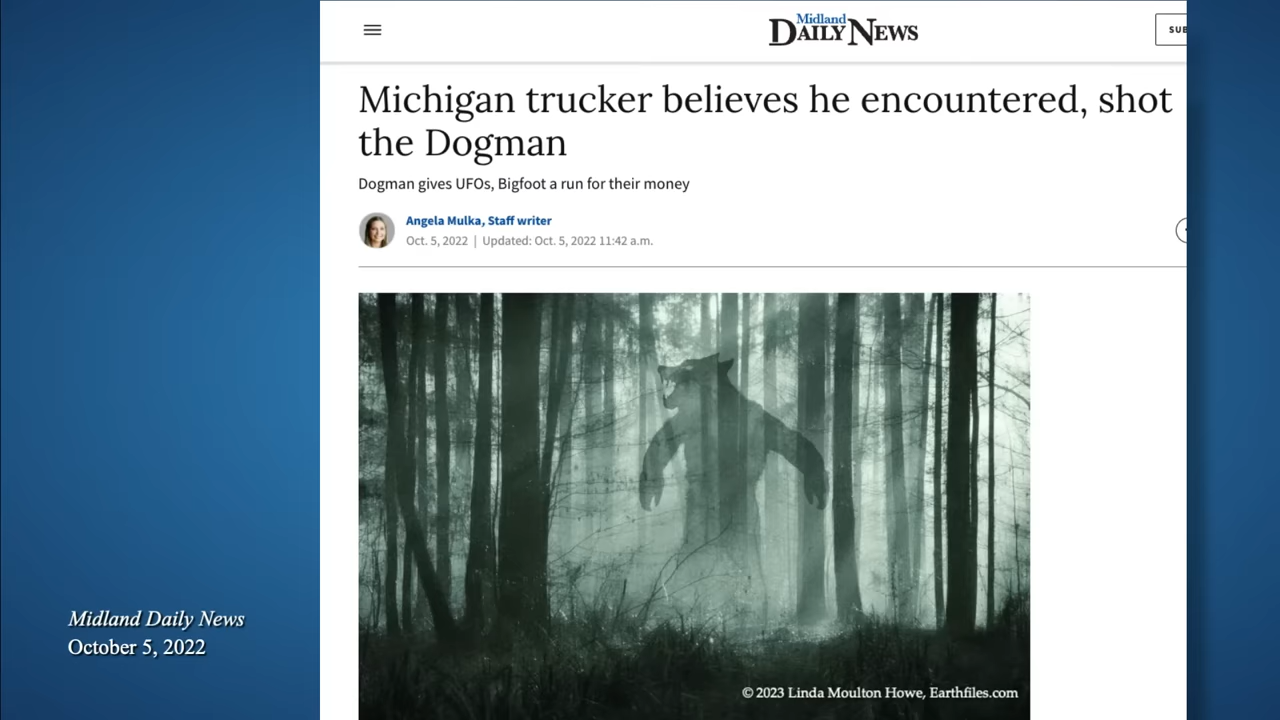 Midland
DAILY NEWS
SUB
Michigan trucker believes he encountered, shot
the Dogman
Dogman gives UFOs, Bigfoot a run for their money
Angela Mulka, Staff writer
Oct. 5, 2022 | Updated: Oct. 5, 2022 11:42 a.m.
Midland Daily News
October 5, 2022
© 2023 Linda Moulton Howe, Earthfiles.com